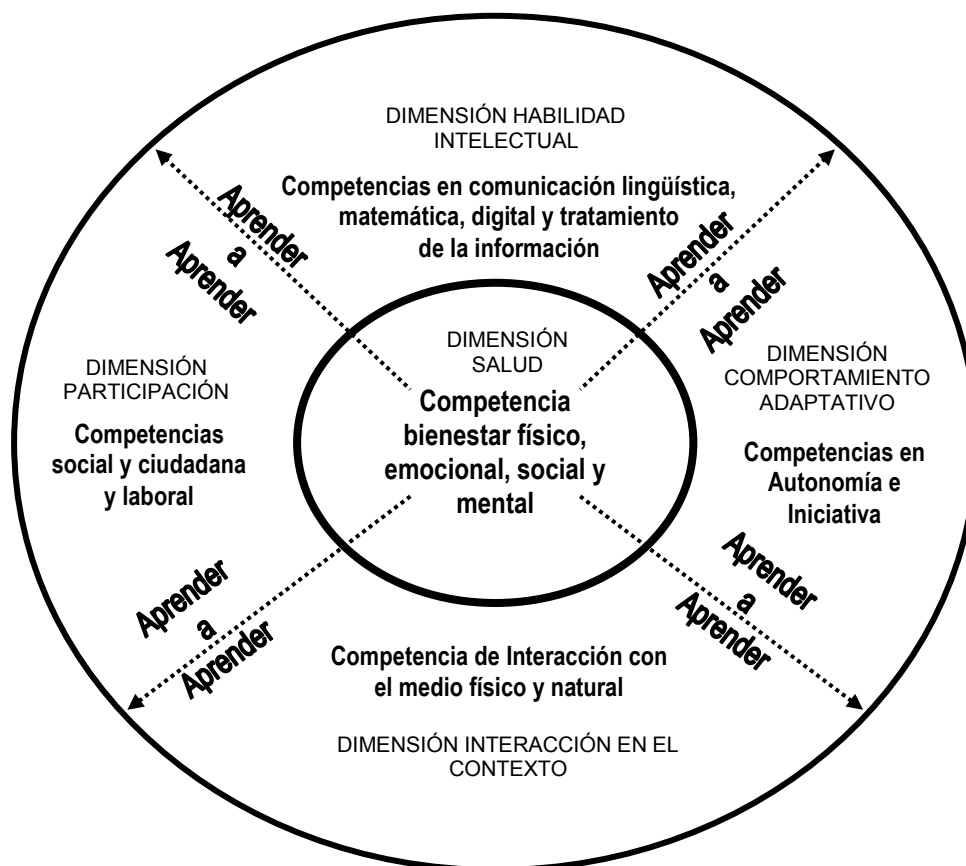 DIMENSIÓN HABILIDAD
INTELECTUAL
Competencias en comunicación lingüística,
matemática, digital y tratamiento
de la información
Aprender
a
Aprender
Aprender
a
Aprender
DIMENSIÓN
PARTICIPACIÓN
Competencias
social y ciudadana
y laboral
DIMENSIÓN
SALUD
Competencia
bienestar físico,
emocional, social y
mental
DIMENSIÓN
COMPORTAMIENTO
ADAPTATIVO
Competencias en
Autonomía e
Iniciativa
Aprender
a
Aprender
Aprender
a
Aprender
Competencia de Interacción con
el medio físico y natural
DIMENSIÓN INTERACCIÓN EN EL
CONTEXTO